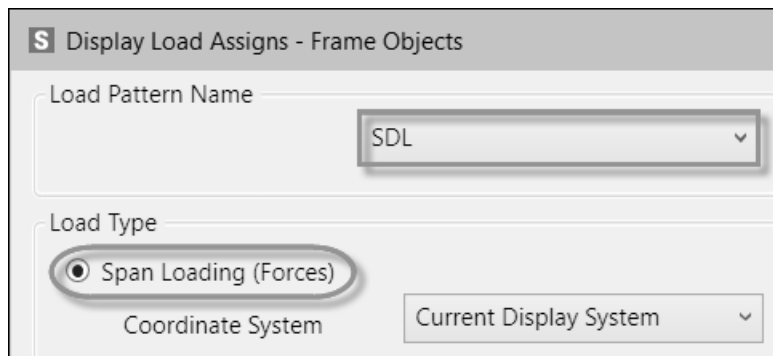 S Display Load Assigns - Frame Objects
Load Pattern Name
SDL
Load Type
Span Loading (Forces)
Coordinate System Current Display System